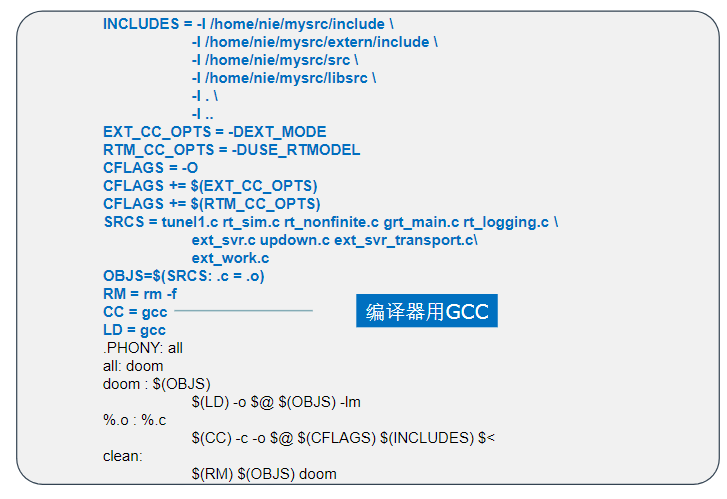 INCLUDES = -I /home/nie/mysrc/include \
-I /home/nie/mysrc/extern/include \
-I /home/nie/mysrc/src \
-I /home/nie/mysrc/libsrc \
-I . \
-I ..
EXT_CC_OPTS = -DEXT_MODE
RTM_CC_OPTS = -DUSE_RTMODEL
CFLAGS = -O
CFLAGS += $(EXT_CC_OPTS)
CFLAGS += $(RTM_CC_OPTS)
SRCS = tunel1.c rt_sim.c rt_nonfinite.c grt_main.c rt_logging.c \
ext_svr.c updown.c ext_svr_transport.c\
ext_work.c
OBJS=$(SRCS: .c = .o)
RM = rm -f
CC = gcc
编译器用GCC
LD = gcc
.PHONY: all
all: doom
doom : $(OBJS)
$(LD) -o $@ $(OBJS) -lm
%.o : %.c
$(CC) -c -o $@ $(CFLAGS) $(INCLUDES) $<
clean:
$(RM) $(OBJS) doom